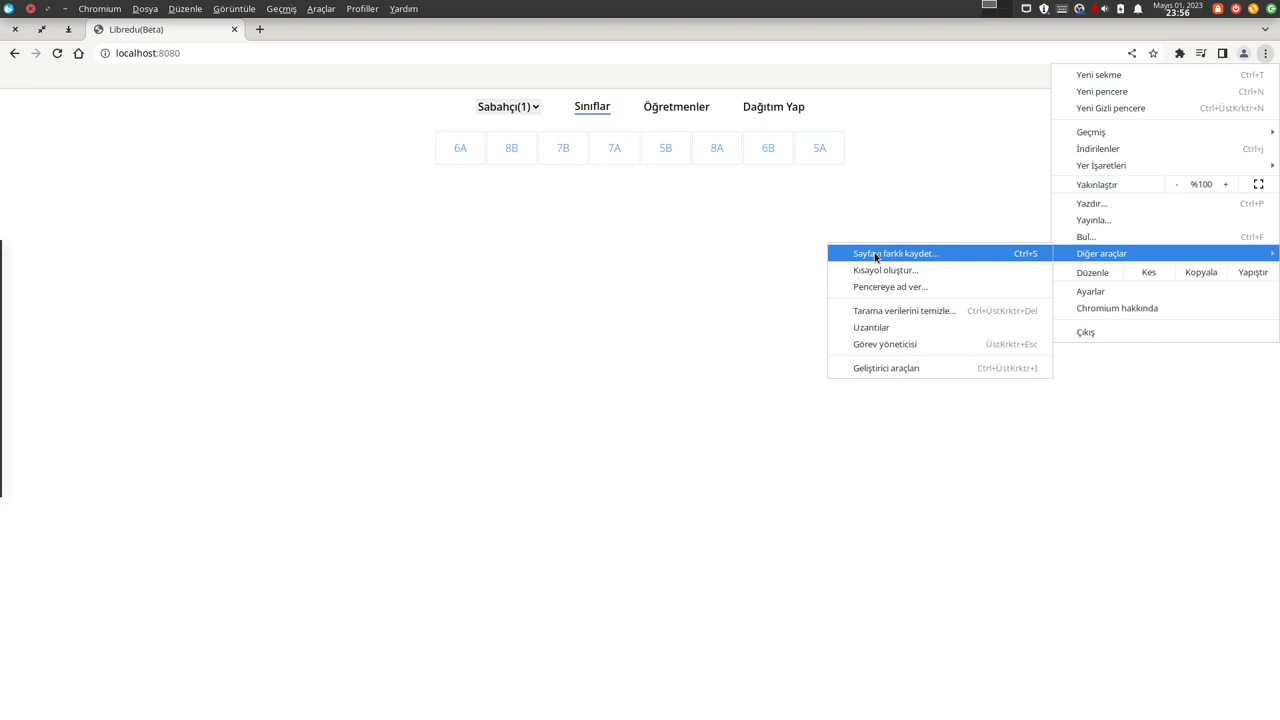 Chromium Dosya Düzenle Görüntüle Geçmiş Araçlar Profiller Yardım
Mayıs 01, 2023
23:56
Libredu(Beta)
localhost:8080
Sabahçı(1) Sınıflar Öğretmenler Dağıtım Yap
6A 8B 7B 7A 5B 8A 6B 5A
Yeni sekme Ctrl+T
Yeni pencere Ctrl+N
Yeni Gizli pencere Ctrl+ÜstKrktr+N
Geçmiş
İndirilenler Ctrl+J
Yer İşaretleri
Yakınlaştır - %100 +
Yazdır... Ctrl+P
Yayınla...
Bul... Ctrl+F
Diğer araçlar
Düzenle Kes Kopyala Yapıştır
Ayarlar
Chromium hakkında
Çıkış
Sayfayı farklı kaydet... Ctrl+S
Kısayol oluştur...
Pencereye ad ver...
Tarama verilerini temizle... Ctrl+ÜstKrktr+Del
Uzantılar
Görev yöneticisi ÜstKrktr+Esc
Geliştirici araçları Ctrl+ÜstKrktr+I